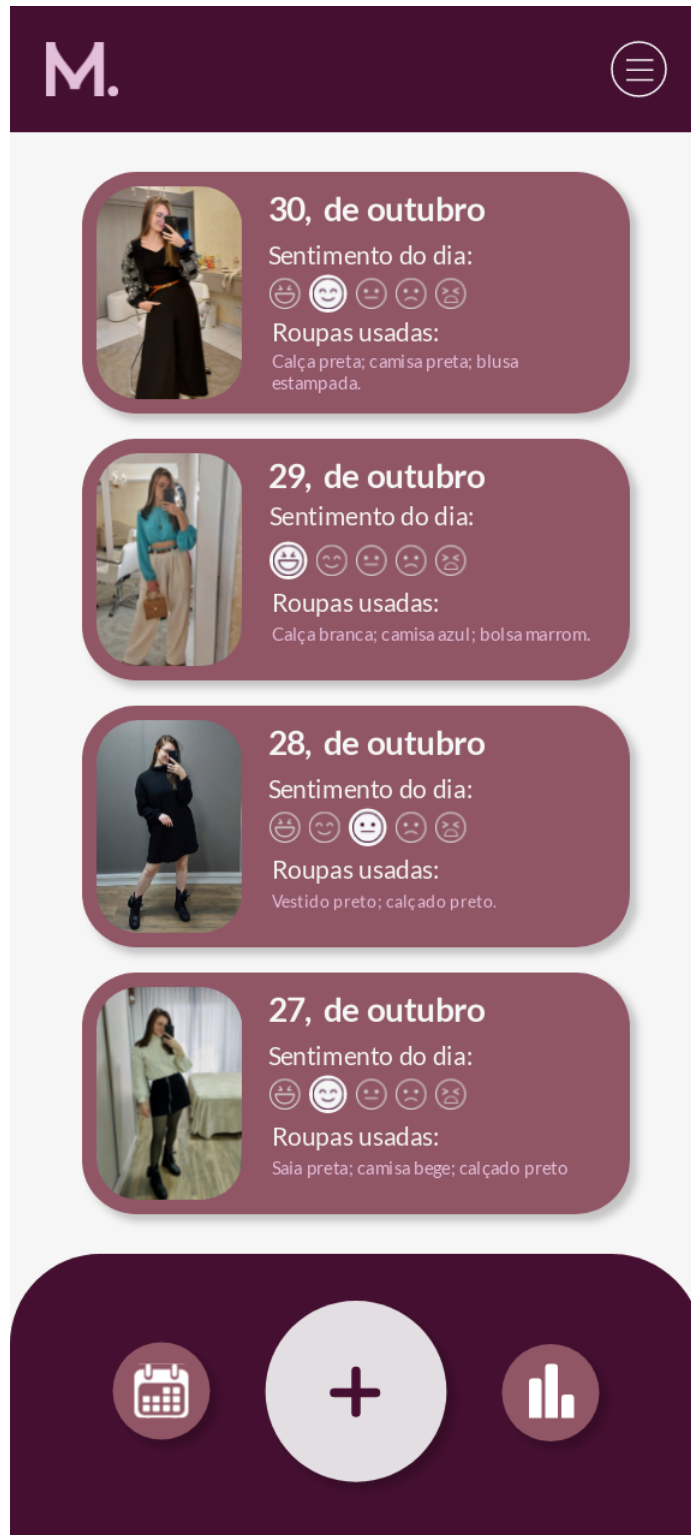 M.
30, de outubro
Sentimento do dia:
Roupas usadas:
Calça preta; camisa preta; blusa
estampada.
29, de outubro
Sentimento do dia:
Roupas usadas:
Calça branca; camisa azul; bolsa marrom.
28, de outubro
Sentimento do dia:
Roupas usadas:
Vestido preto; calçado preto.
27, de outubro
Sentimento do dia:
Roupas usadas:
Saia preta; camisa bege; calçado preto